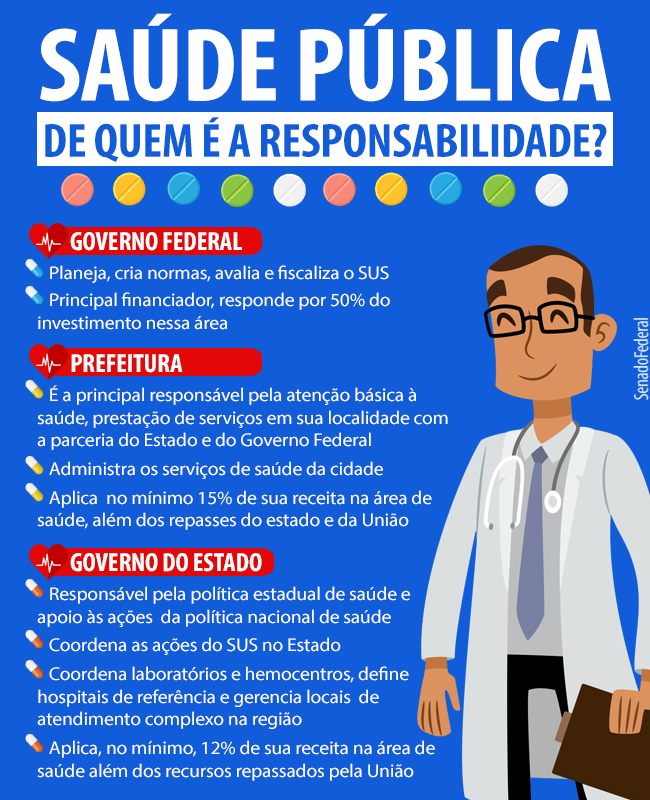 SAÚDE PÚBLICA
DE QUEM É A RESPONSABILIDADE?
GOVERNO FEDERAL
Planeja, cria normas, avalia e fiscaliza o SUS
Principal financiador, responde por 50% do
investimento nessa área
PREFEITURA
É a principal responsável pela atenção básica à
saúde, prestação de serviços em sua localidade com
a parceria do Estado e do Governo Federal
Administra os serviços de saúde da cidade
Aplica no mínimo 15% de sua receita na área de
saúde, além dos repasses do estado e da União
GOVERNO DO ESTADO
Responsável pela política estadual de saúde e
apoio às ações da política nacional de saúde
Coordena as ações do SUS no Estado
Coordena laboratórios e hemocentros, define
hospitais de referência e gerencia locais de
atendimento complexo na região
Aplica, no mínimo, 12% de sua receita na área de
saúde além dos recursos repassados pela União
SenadoFederal